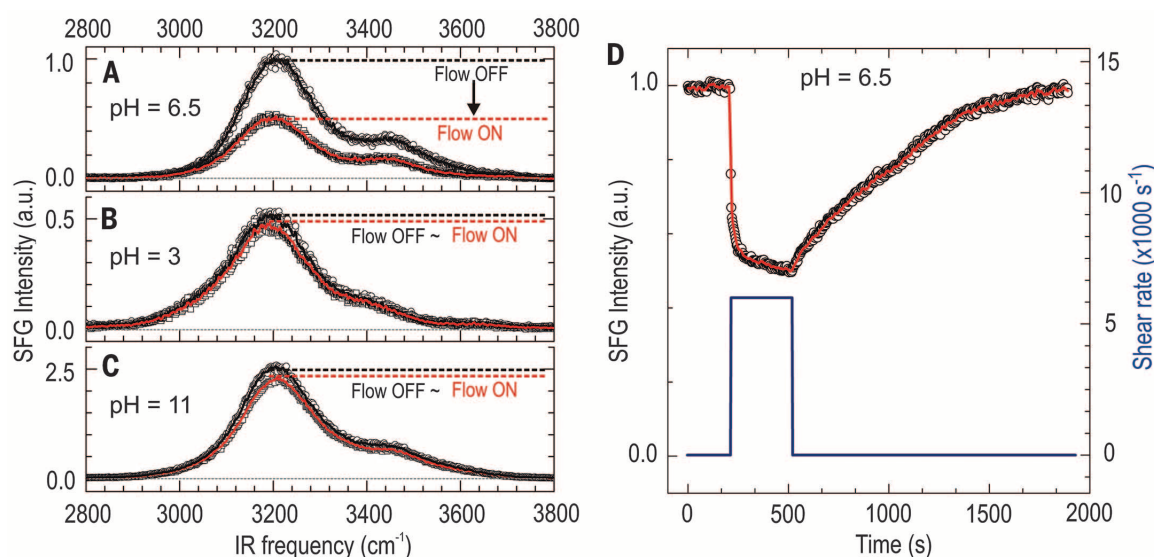 2800 3000 3200 3400 3600 3800
A
pH = 6.5
1.0
0.0
Flow OFF
Flow ON
B
pH = 3
0.5
0.0
Flow OFF ~ Flow ON
C
pH = 11
2.5
0.0
Flow OFF ~ Flow ON
SFG Intensity (a.u.)
2800 3000 3200 3400 3600 3800
IR frequency (cm⁻¹)
D
pH = 6.5
1.0
0.0
SFG Intensity (a.u.)
15
10
5
0
Shear rate (x1000 s⁻¹)
0 500 1000 1500 2000
Time (s)